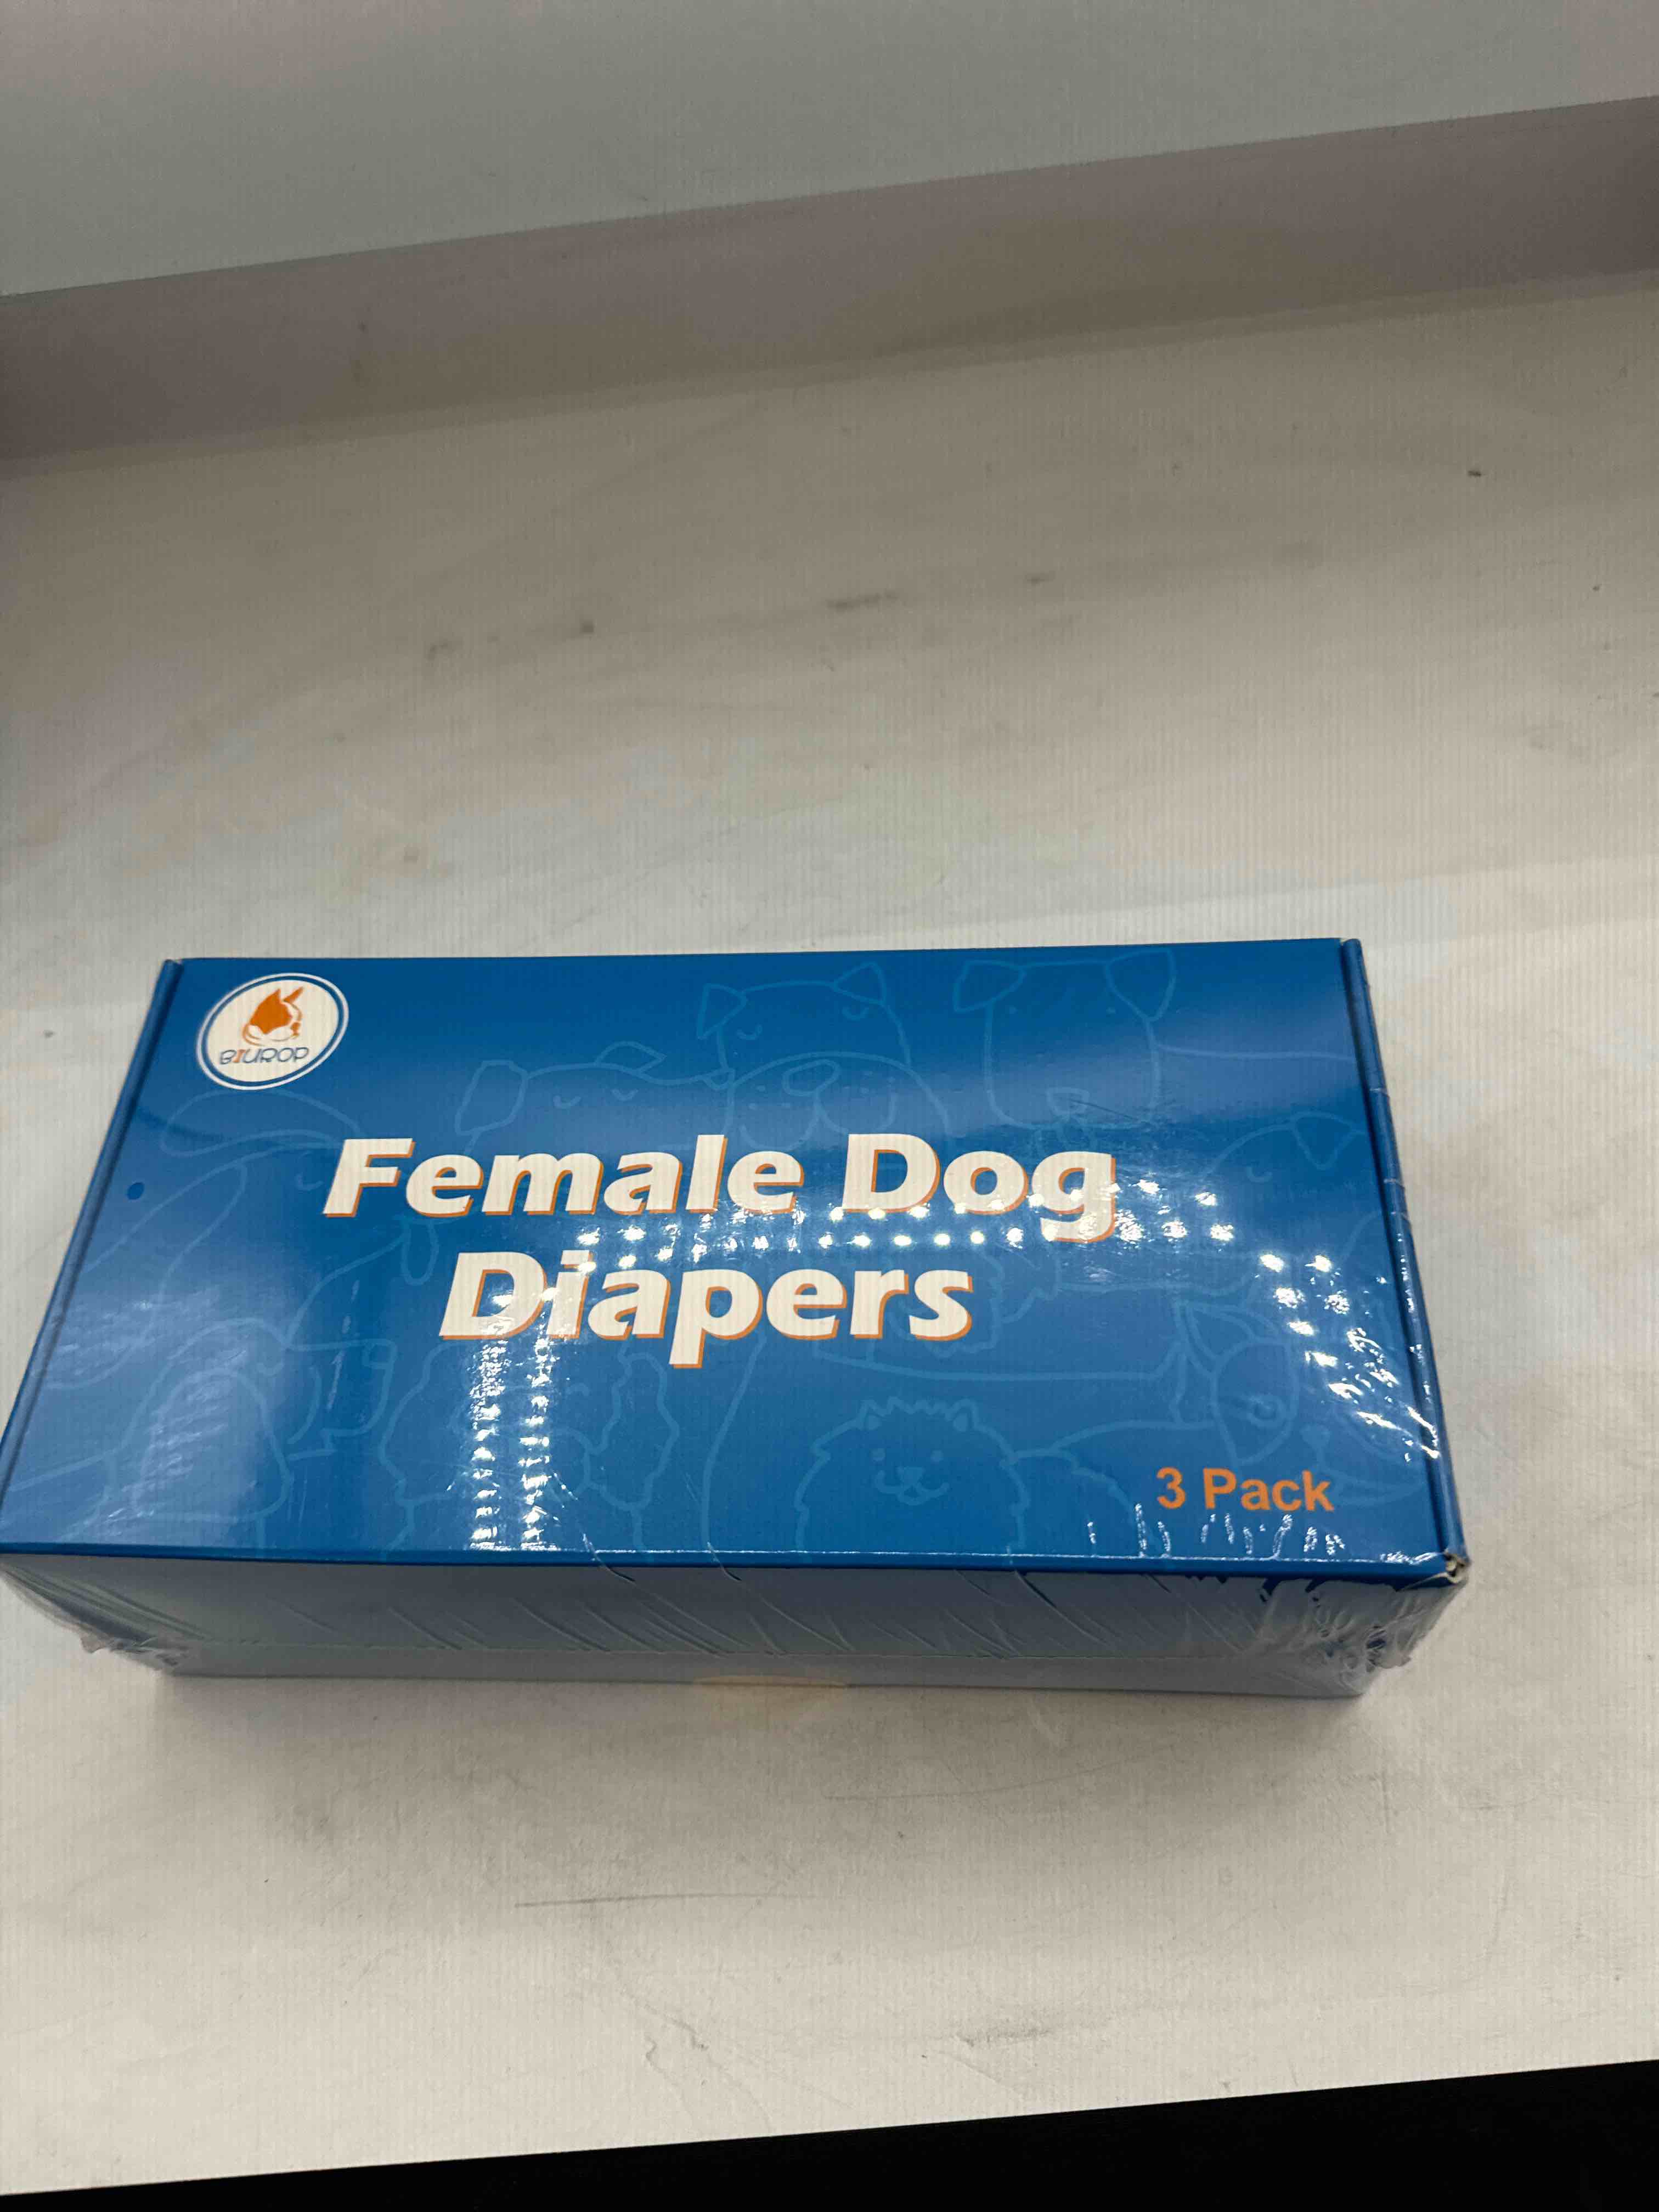 BIUROP
Female Dog
Diapers
3 Pack